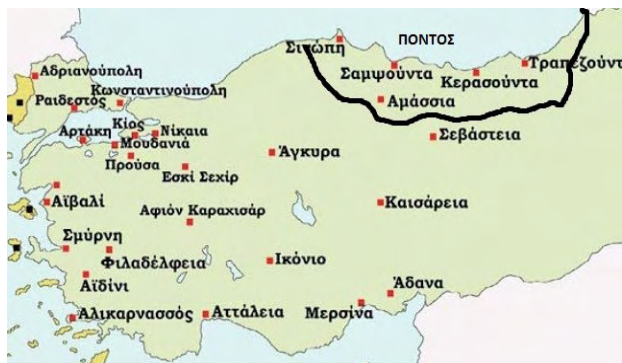 ΠΟΝΤΟΣ
Σινώπη
Τραπεζούντ
Αδριανούπολη
Σαμψούντα
Κερασούντα
Κωνσταντινούπολη
Ραιδεστός
Αμάσσια
Κίος
Νίκαια
Αρτάκη
Σεβάστεια
Μουδανιά
Άγκυρα
Προύσα
Εσκί Σεχίρ
Αϊβαλί
Καισάρεια
Αφιόν Καραχισάρ
Σμύρνη
Φιλαδέλφεια
Ικόνιο
Αϊδίνι
Άδανα
Μερσίνα
Αλικαρνασσός
Αττάλεια